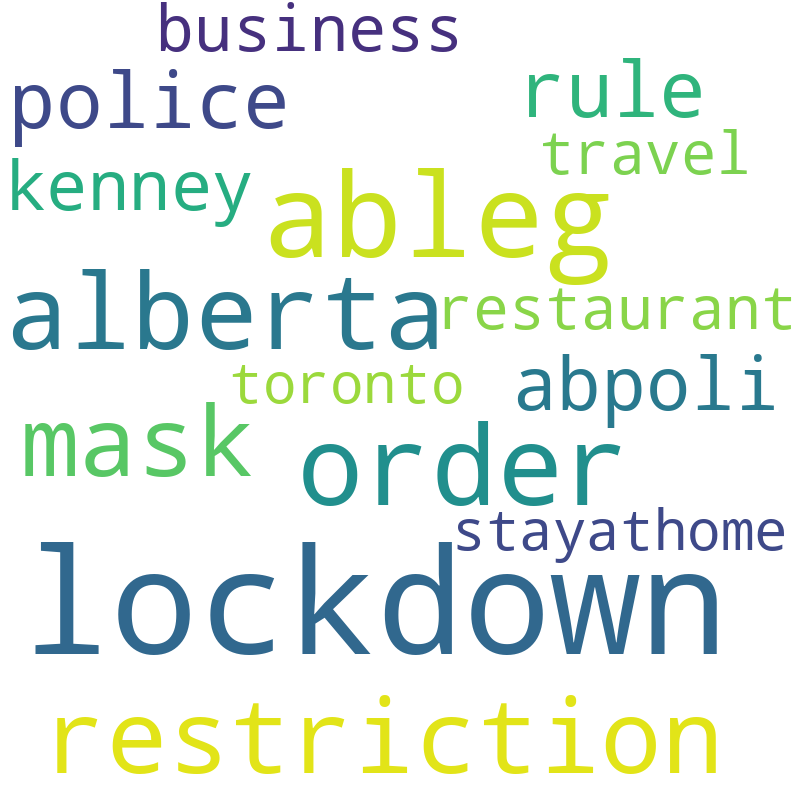 business
police
rule
travel
kenney
ableg
alberta
restaurant
toronto
abpoli
mask
order
stayathome
lockdown
restriction